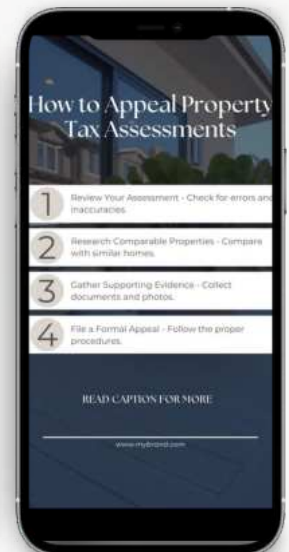 How to Appeal Property
Tax Assessments
1
Review Your Assessment - Check for errors and
inaccuracies.
2
Research Comparable Properties - Compare
with similar homes.
3
Gather Supporting Evidence - Collect
documents and photos.
4
File a Formal Appeal - Follow the proper
procedures.
READ CAPTION FOR MORE
www.mybrand.com